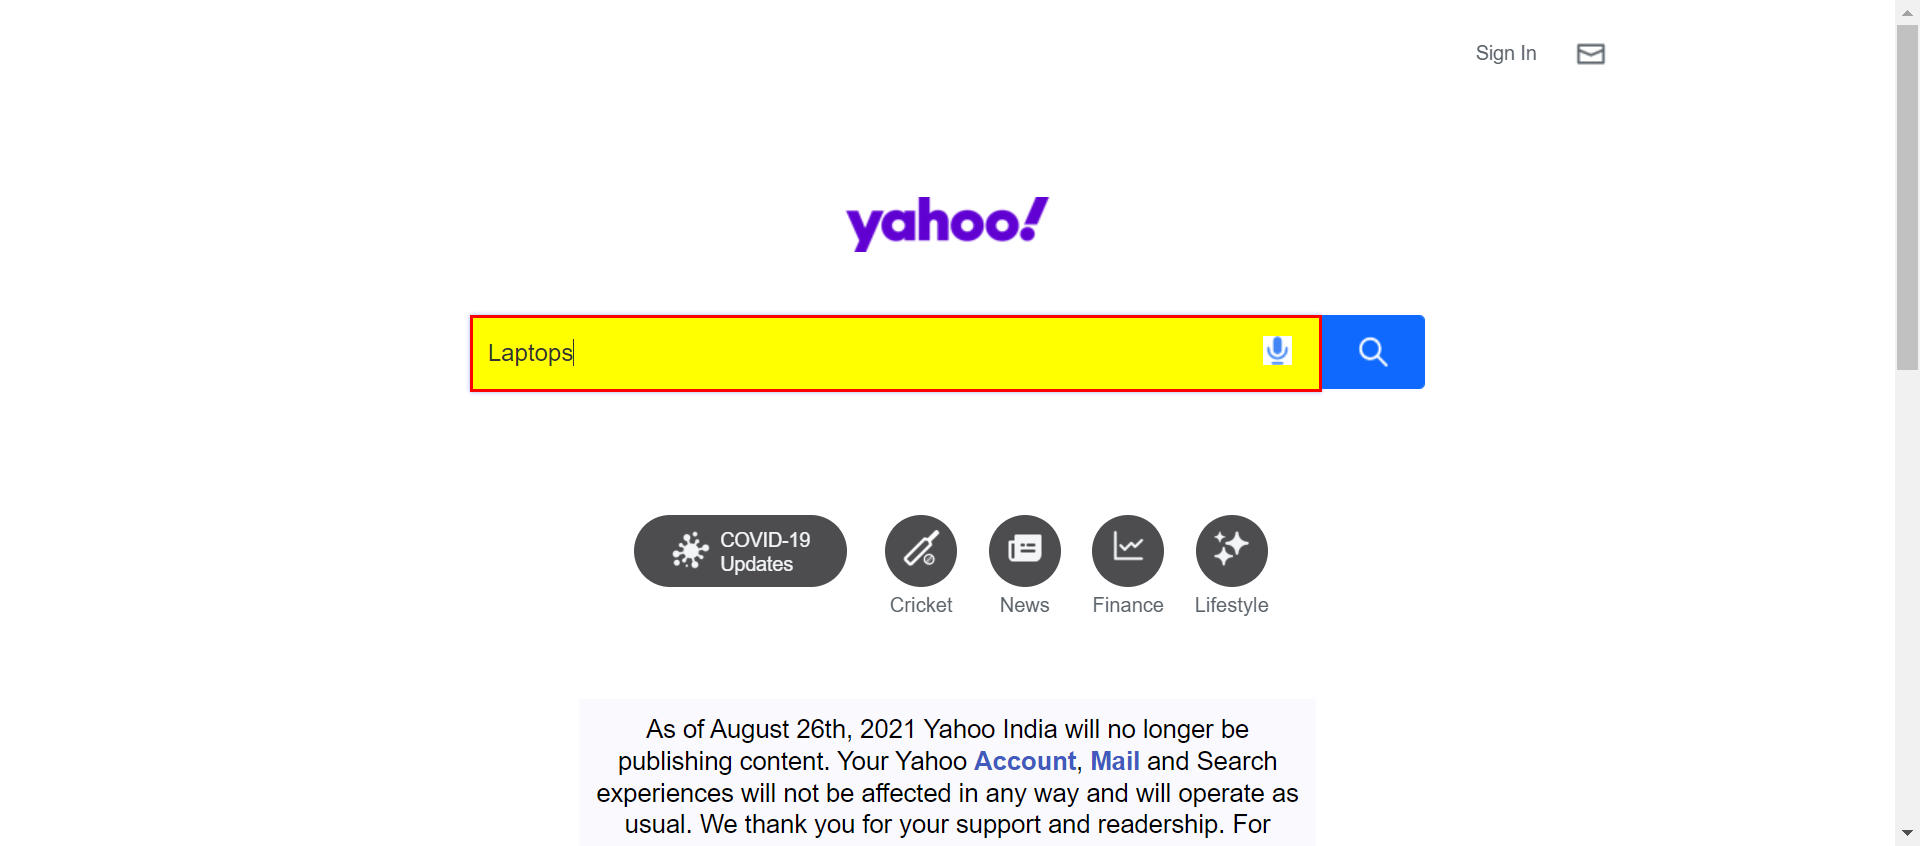 Sign In
yahoo!
Laptops
COVID-19
Updates
Cricket
News
Finance
Lifestyle
As of August 26th, 2021 Yahoo India will no longer be
publishing content. Your Yahoo Account, Mail and Search
experiences will not be affected in any way and will operate as
usual. We thank you for your support and readership. For